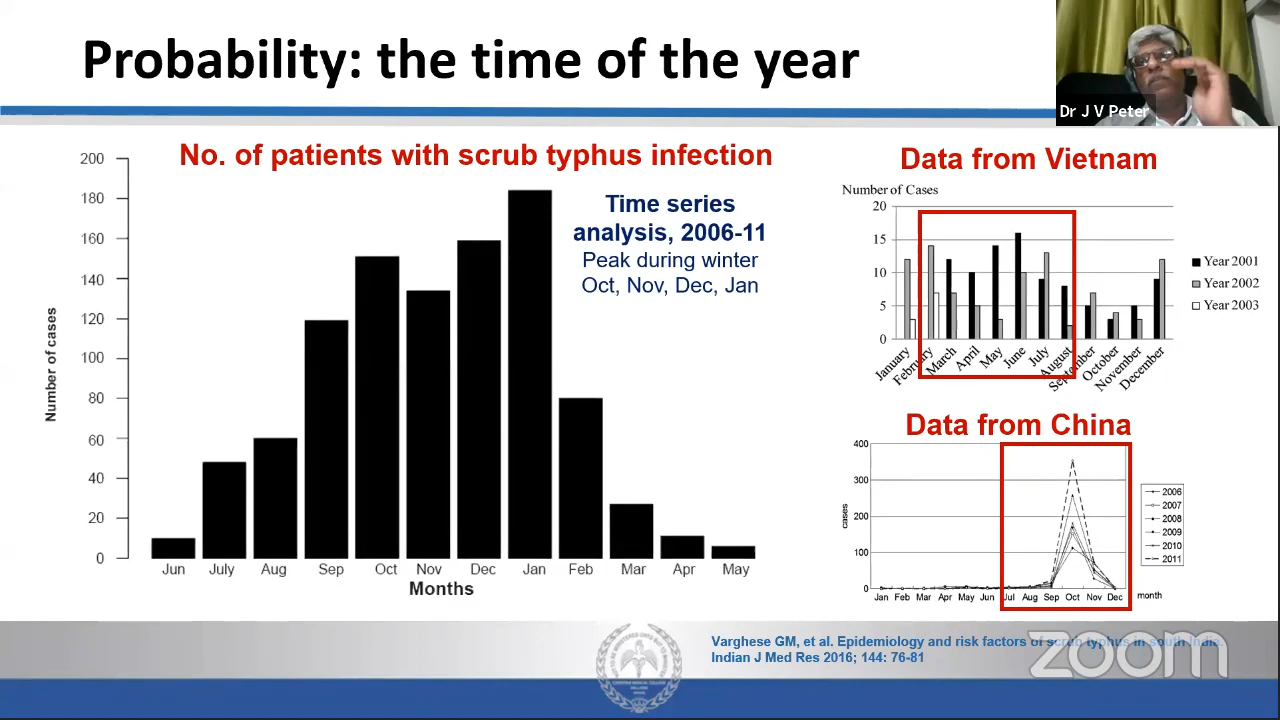 Probability: the time of the year
Dr J V Peter
No. of patients with scrub typhus infection
Time series
analysis, 2006-11
Peak during winter
Oct, Nov, Dec, Jan
Number of cases
200
180
160
140
120
100
80
60
40
20
0
Jun July Aug Sep Oct Nov Dec Jan Feb Mar Apr May
Months
Data from Vietnam
Number of Cases
20
15
10
5
0
January February March April May June July August September October November December
Year 2001
Year 2002
Year 2003
Data from China
cases
400
300
200
100
0
Jan Feb Mar Apr May Jun Jul Aug Sep Oct Nov Dec
month
2006
2007
2008
2009
2010
2011
Varghese GM, et al. Epidemiology and risk factors of scrub typhus in south India.
Indian J Med Res 2016; 144: 76-81
zoom